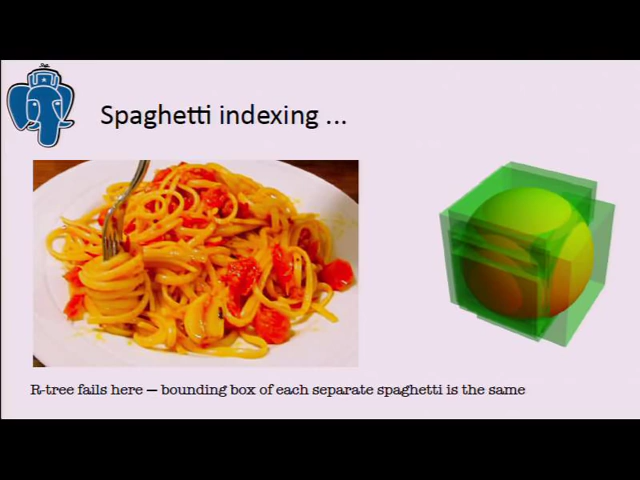 Spaghetti indexing ...
R-tree fails here — bounding box of each separate spaghetti is the same